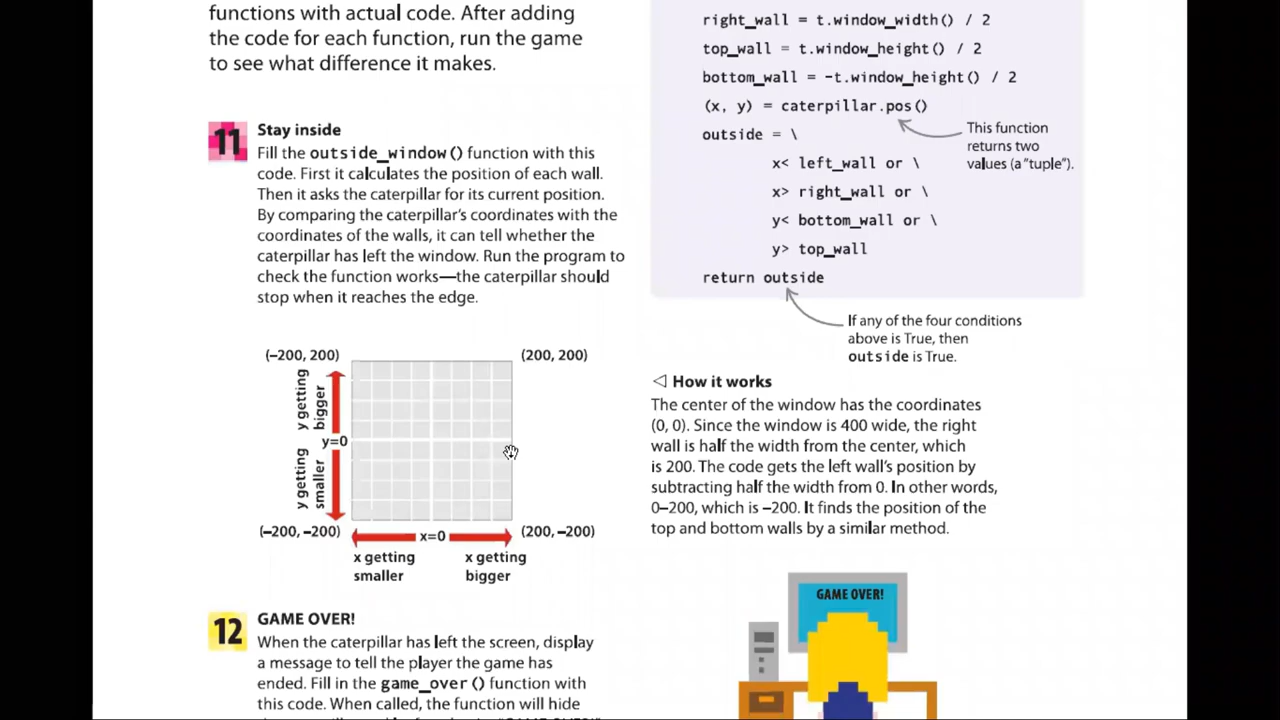 functions with actual code. After adding
the code for each function, run the game
to see what difference it makes.
11
Stay inside
Fill the outside_window() function with this
code. First it calculates the position of each wall.
Then it asks the caterpillar for its current position.
By comparing the caterpillar's coordinates with the
coordinates of the walls, it can tell whether the
caterpillar has left the window. Run the program to
check the function works—the caterpillar should
stop when it reaches the edge.
(–200, 200)
(200, 200)
y getting
bigger
y=0
y getting
smaller
(–200, –200)
x=0
(200, –200)
x getting
smaller
x getting
bigger
12
GAME OVER!
When the caterpillar has left the screen, display
a message to tell the player the game has
ended. Fill in the game_over() function with
this code. When called, the function will hide
right_wall = t.window_width() / 2
top_wall = t.window_height() / 2
bottom_wall = -t.window_height() / 2
(x, y) = caterpillar.pos()
outside = \
x< left_wall or \
x> right_wall or \
y< bottom_wall or \
y> top_wall
return outside
This function
returns two
values (a "tuple").
If any of the four conditions
above is True, then
outside is True.
How it works
The center of the window has the coordinates
(0, 0). Since the window is 400 wide, the right
wall is half the width from the center, which
is 200. The code gets the left wall's position by
subtracting half the width from 0. In other words,
0–200, which is –200. It finds the position of the
top and bottom walls by a similar method.
GAME OVER!